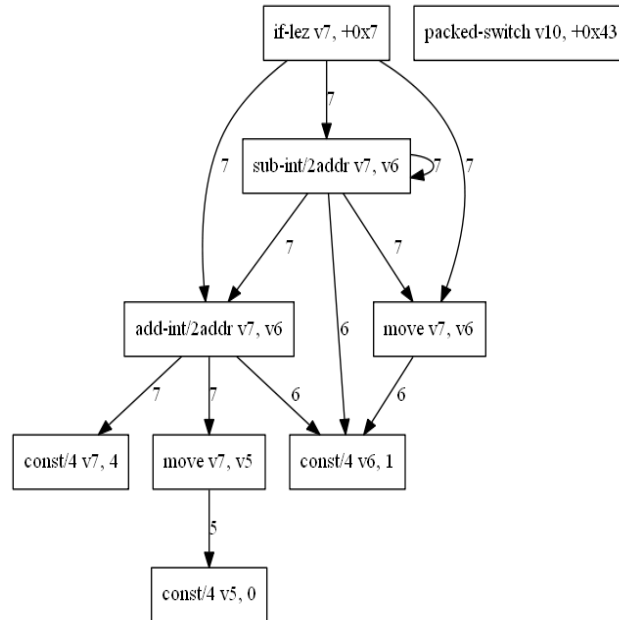 if-lez v7, +0x7
packed-switch v10, +0x43
7
sub-int/2addr v7, v6
7
7
7
7
7
add-int/2addr v7, v6
6
move v7, v6
7
7
6
6
const/4 v7, 4
move v7, v5
const/4 v6, 1
5
const/4 v5, 0